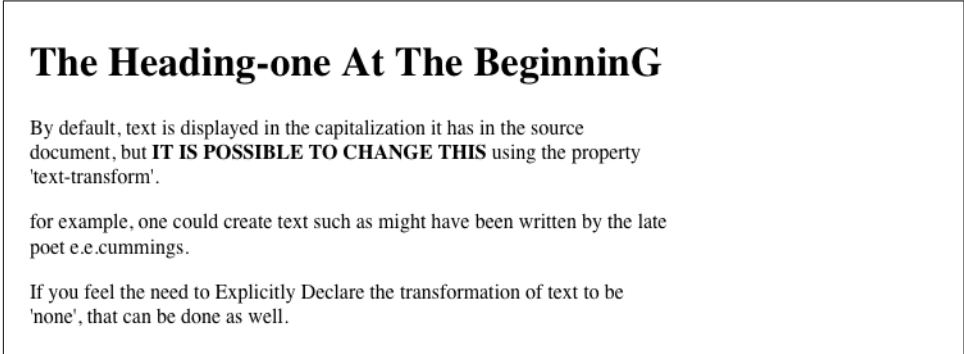 The Heading-one At The BeginninG
By default, text is displayed in the capitalization it has in the source
document, but IT IS POSSIBLE TO CHANGE THIS using the property
'text-transform'.
for example, one could create text such as might have been written by the late
poet e.e.cummings.
If you feel the need to Explicitly Declare the transformation of text to be
'none', that can be done as well.